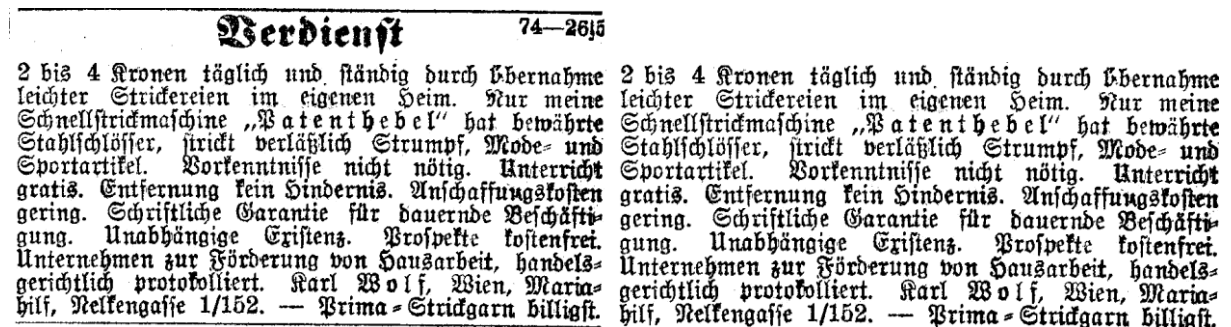 Verdienst 74—2615
2 bis 4 Kronen täglich und ständig durch Übernahme
leichter Strickereien im eigenen Heim. Nur meine
Schnellstrickmaschine „Patenthebel“ hat bewährte
Stahlschlösser, strickt verläßlich Strumpf, Mode- und
Sportartikel. Vorkenntnisse nicht nötig. Unterricht
gratis. Entfernung kein Hindernis. Anschaffungskosten
gering. Schriftliche Garantie für dauernde Beschäfti-
gung. Unabhängige Existenz. Prospekte kostenfrei.
Unternehmen zur Förderung von Hausarbeit, handels-
gerichtlich protokolliert. Karl Wolf, Wien, Maria-
hilf, Nelkengasse 1/152. — Prima-Strickgarn billigst.
2 bis 4 Kronen täglich und ständig durch Übernahme
leichter Strickereien im eigenen Heim. Nur meine
Schnellstrickmaschine „Patenthebel“ hat bewährte
Stahlschlösser, strickt verläßlich Strumpf, Mode- und
Sportartikel. Vorkenntnisse nicht nötig. Unterricht
gratis. Entfernung kein Hindernis. Anschaffungskosten
gering. Schriftliche Garantie für dauernde Beschäfti-
gung. Unabhängige Existenz. Prospekte kostenfrei.
Unternehmen zur Förderung von Hausarbeit, handels-
gerichtlich protokolliert. Karl Wolf, Wien, Maria-
hilf, Nelkengasse 1/152. — Prima-Strickgarn billigst.